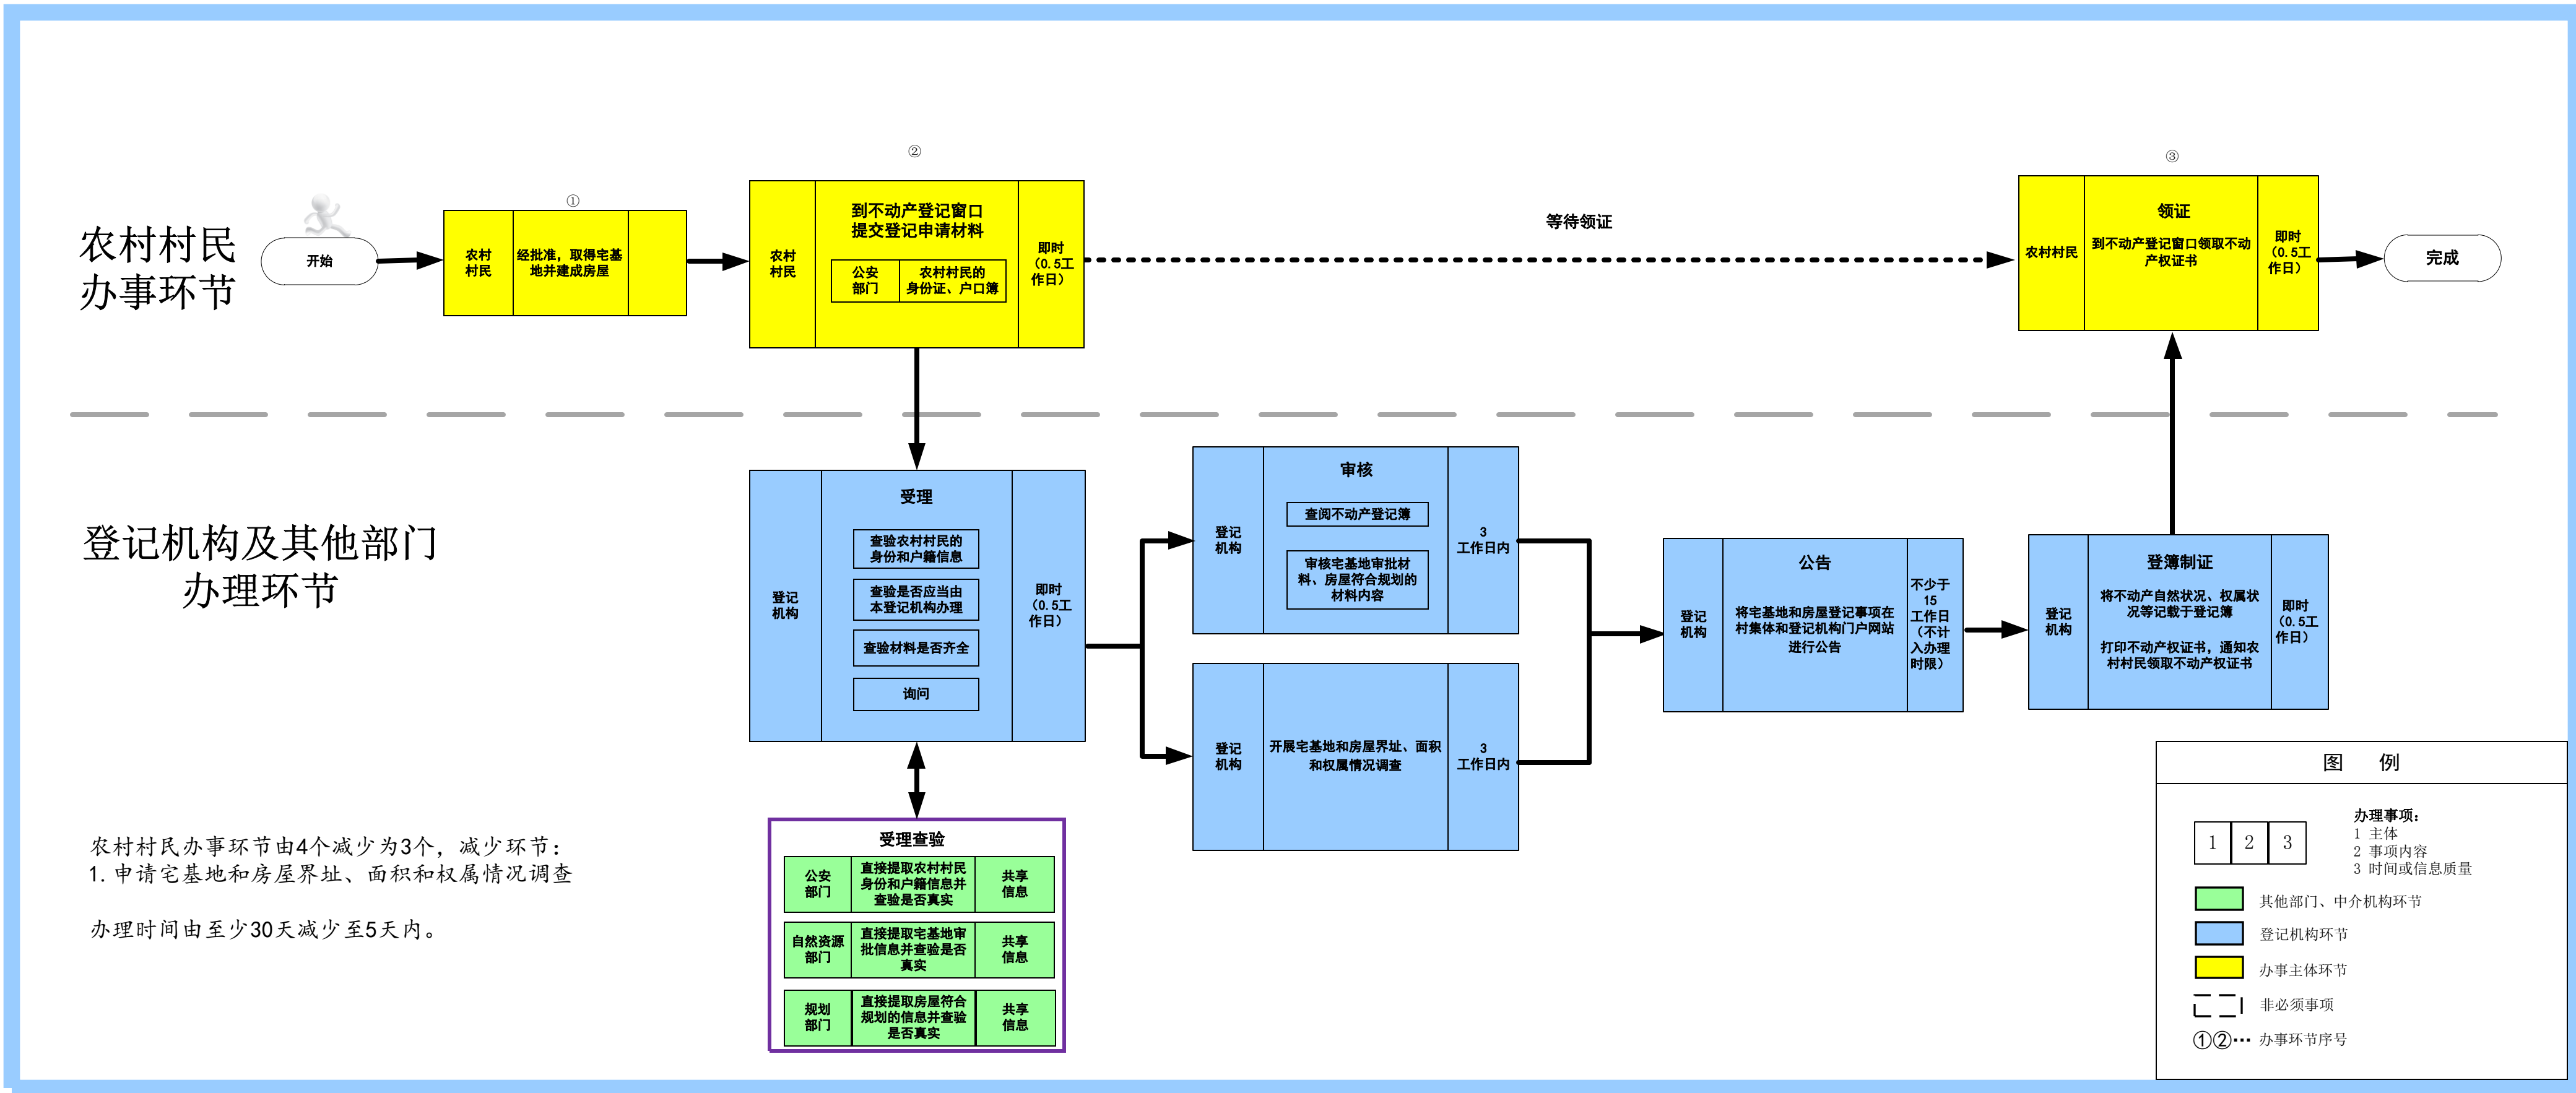 农村村民
办事环节
开始
①
农村
村民
经批准，取得宅基
地并建成房屋
②
农村
村民
到不动产登记窗口
提交登记申请材料
公安
部门
农村村民的
身份证、户口簿
即时
（0.5工
作日）
等待领证
③
农村村民
领证
到不动产登记窗口领取不动
产权证书
即时
（0.5工
作日）
完成
登记机构及其他部门
办理环节
登记
机构
受理
查验农村村民的
身份和户籍信息
查验是否应当由
本登记机构办理
查验材料是否齐全
询问
即时
（0.5工
作日）
登记
机构
审核
查阅不动产登记簿
审核宅基地审批材
料、房屋符合规划的
材料内容
3
工作日内
登记
机构
开展宅基地和房屋界址、面积
和权属情况调查
3
工作日内
登记
机构
公告
将宅基地和房屋登记事项在
村集体和登记机构门户网站
进行公告
不少于
15
工作日
（不计
入办理
时限）
登记
机构
登簿制证
将不动产自然状况、权属状
况等记载于登记簿
打印不动产权证书，通知农
村村民领取不动产权证书
即时
（0.5工
作日）
受理查验
公安
部门
直接提取农村村民
身份和户籍信息并
查验是否真实
共享
信息
自然资源
部门
直接提取宅基地审
批信息并查验是否
真实
共享
信息
规划
部门
直接提取房屋符合
规划的信息并查验
是否真实
共享
信息
农村村民办事环节由4个减少为3个，减少环节：
1.申请宅基地和房屋界址、面积和权属情况调查
办理时间由至少30天减少至5天内。
图 例
1 2 3
办理事项：
1 主体
2 事项内容
3 时间或信息质量
其他部门、中介机构环节
登记机构环节
办事主体环节
非必须事项
①②… 办事环节序号